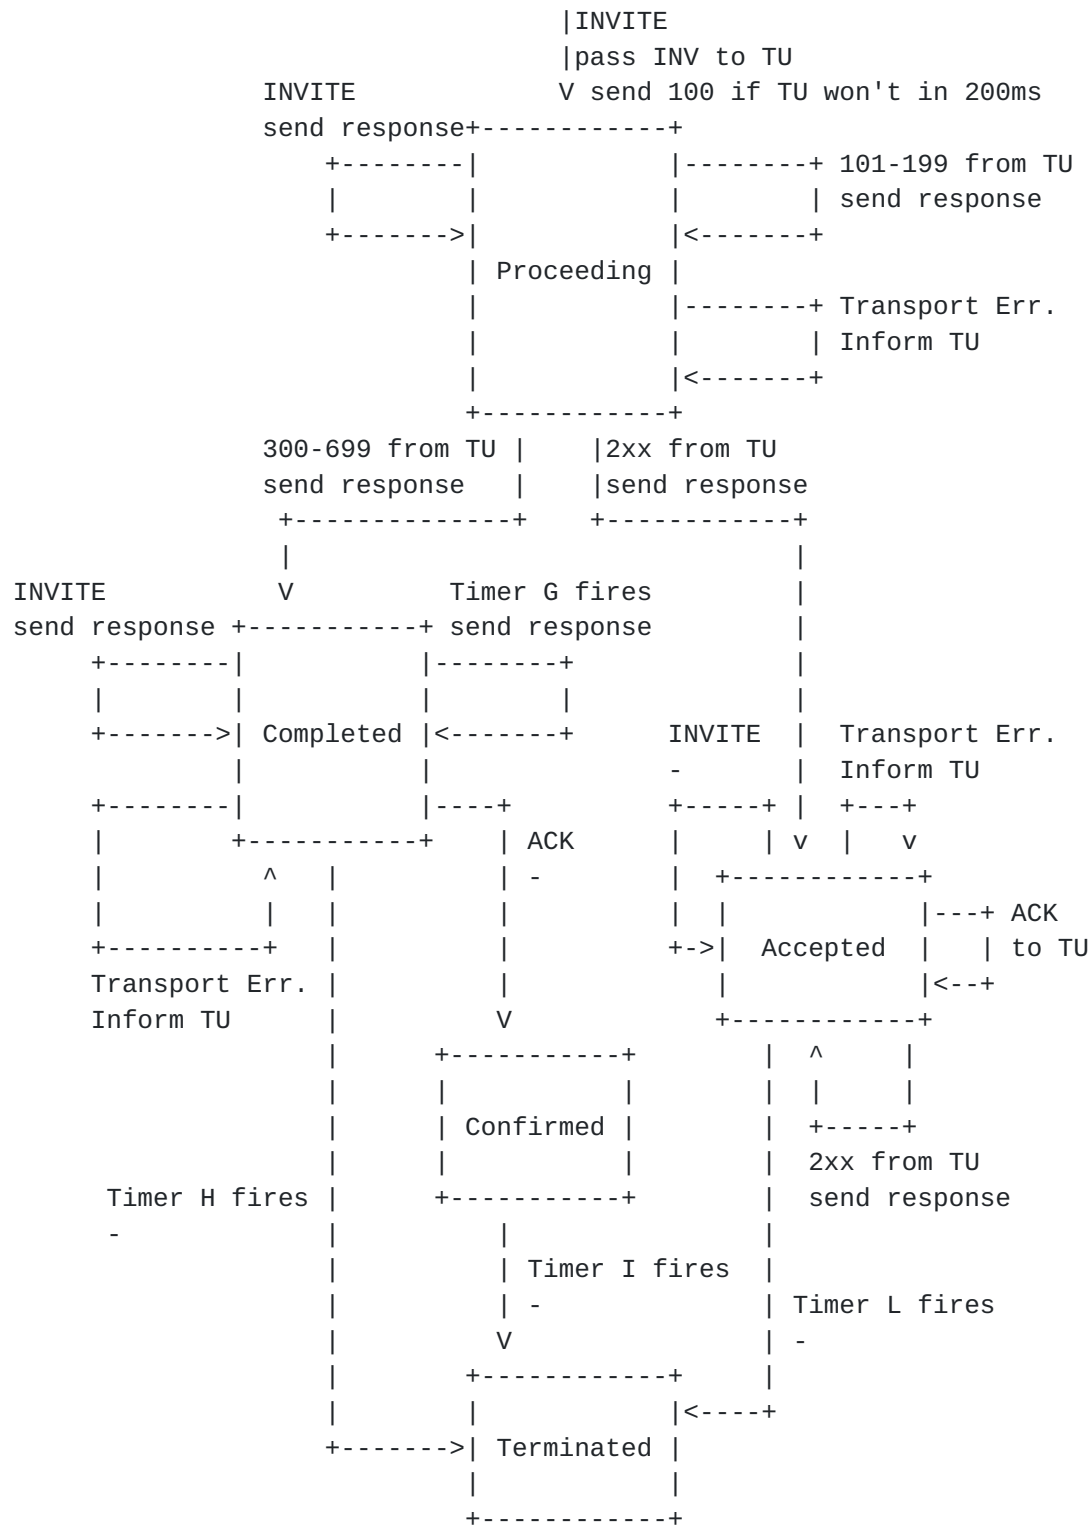 |INVITE
|pass INV to TU
INVITE V send 100 if TU won't in 200ms
send response+------------+
+--------| |--------+ 101-199 from TU
| | | | send response
+------->| |<-------+
| Proceeding |
| |--------+ Transport Err.
| | | Inform TU
| |<-------+
+------------+
300-699 from TU | |2xx from TU
send response | |send response
+--------------+ +------------+
| |
INVITE V Timer G fires |
send response +-----------+ send response |
+--------| |--------+ |
| | | | |
+------->| Completed |<-------+ INVITE | Transport Err.
| | - | Inform TU
+--------| |----+ +-----+ | +---+
| +-----------+ | ACK | | v | v
| ^ | | - | +------------+
| | | | | | |---+ ACK
+----------+ | | +->| Accepted | | to TU
Transport Err. | | | |<--+
Inform TU | V +------------+
| +-----------+ | ^ |
| | | | | |
| | Confirmed | | +-----+
| | | | 2xx from TU
Timer H fires | +-----------+ | send response
- | | |
| | Timer I fires |
| | - | Timer L fires
| V | -
| +------------+ |
| | |<----+
+------->| Terminated |
| |
+------------+